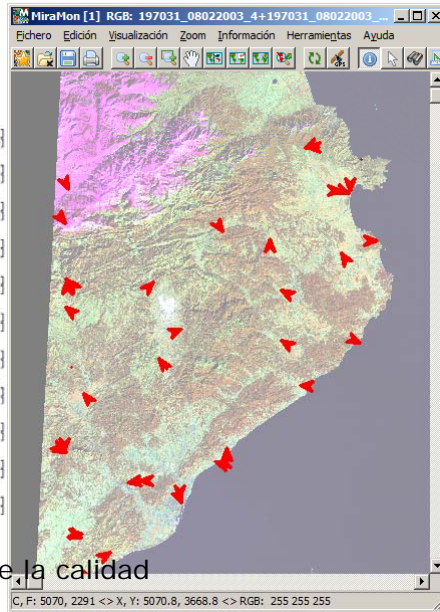 MiraMon [1] RGB: 197031_08022003_4+197031_08022003_...
Fichero Edición Visualización Zoom Información Herramientas Ayuda
e la calidad
C, F: 5070, 2291 <> X, Y: 5070.8, 3668.8 <> RGB: 255 255 255